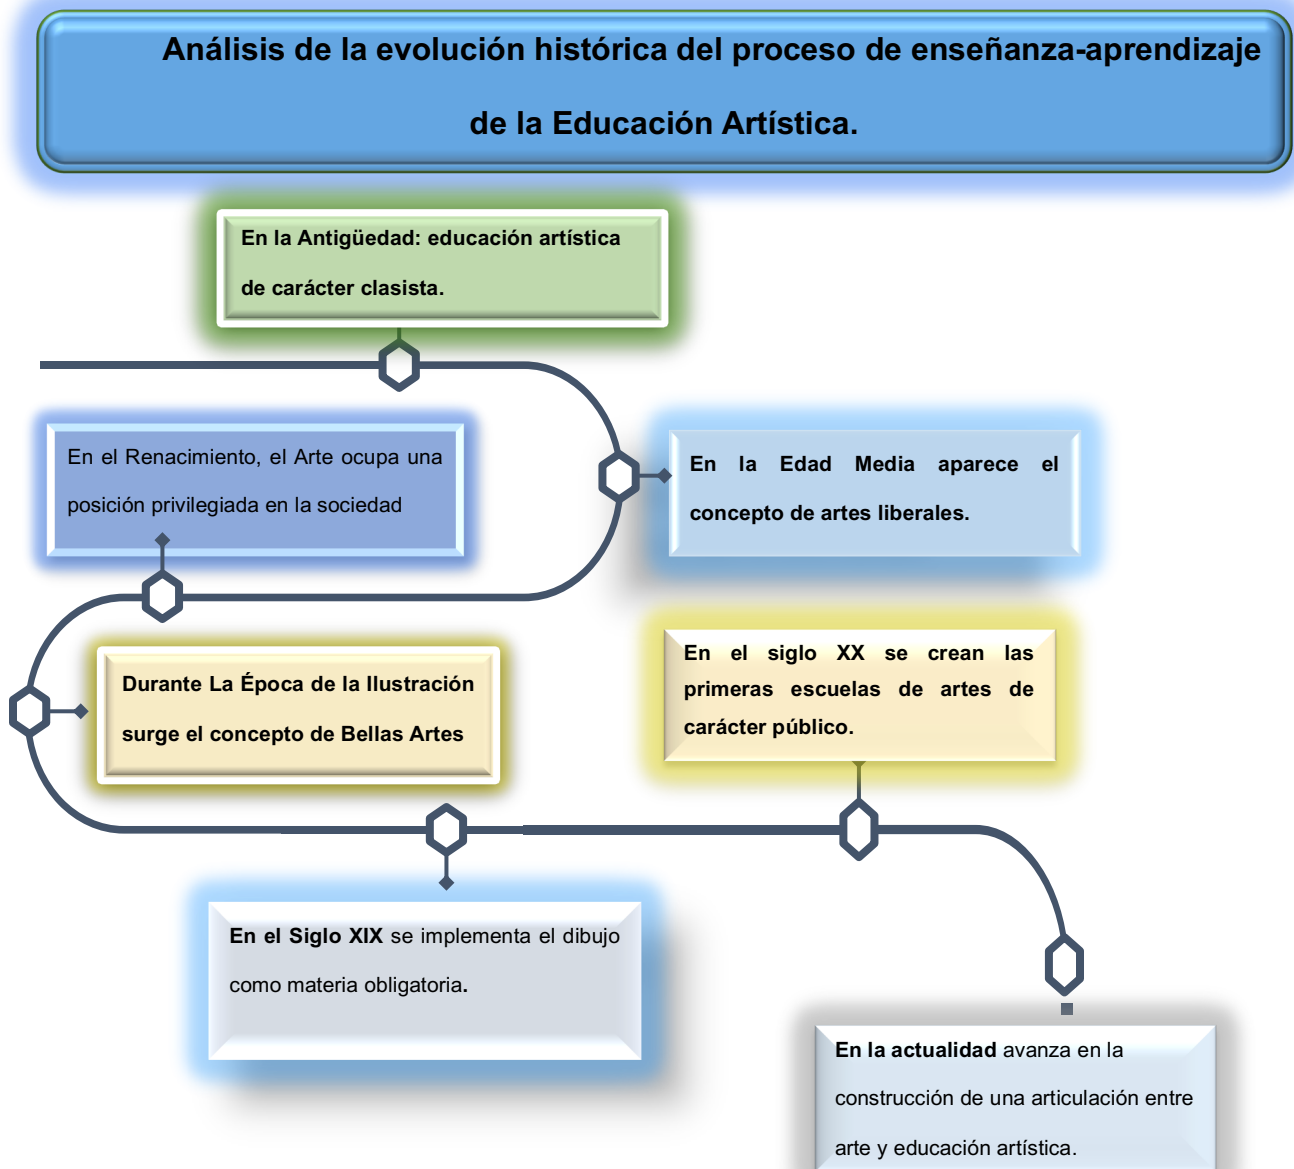 Análisis de la evolución histórica del proceso de enseñanza-aprendizaje
de la Educación Artística.
En la Antigüedad: educación artística
de carácter clasista.
En la Edad Media aparece el
concepto de artes liberales.
En el Renacimiento, el Arte ocupa una
posición privilegiada en la sociedad
Durante La Época de la Ilustración
surge el concepto de Bellas Artes
En el Siglo XIX se implementa el dibujo
como materia obligatoria.
En el siglo XX se crean las
primeras escuelas de artes de
carácter público.
En la actualidad avanza en la
construcción de una articulación entre
arte y educación artística.